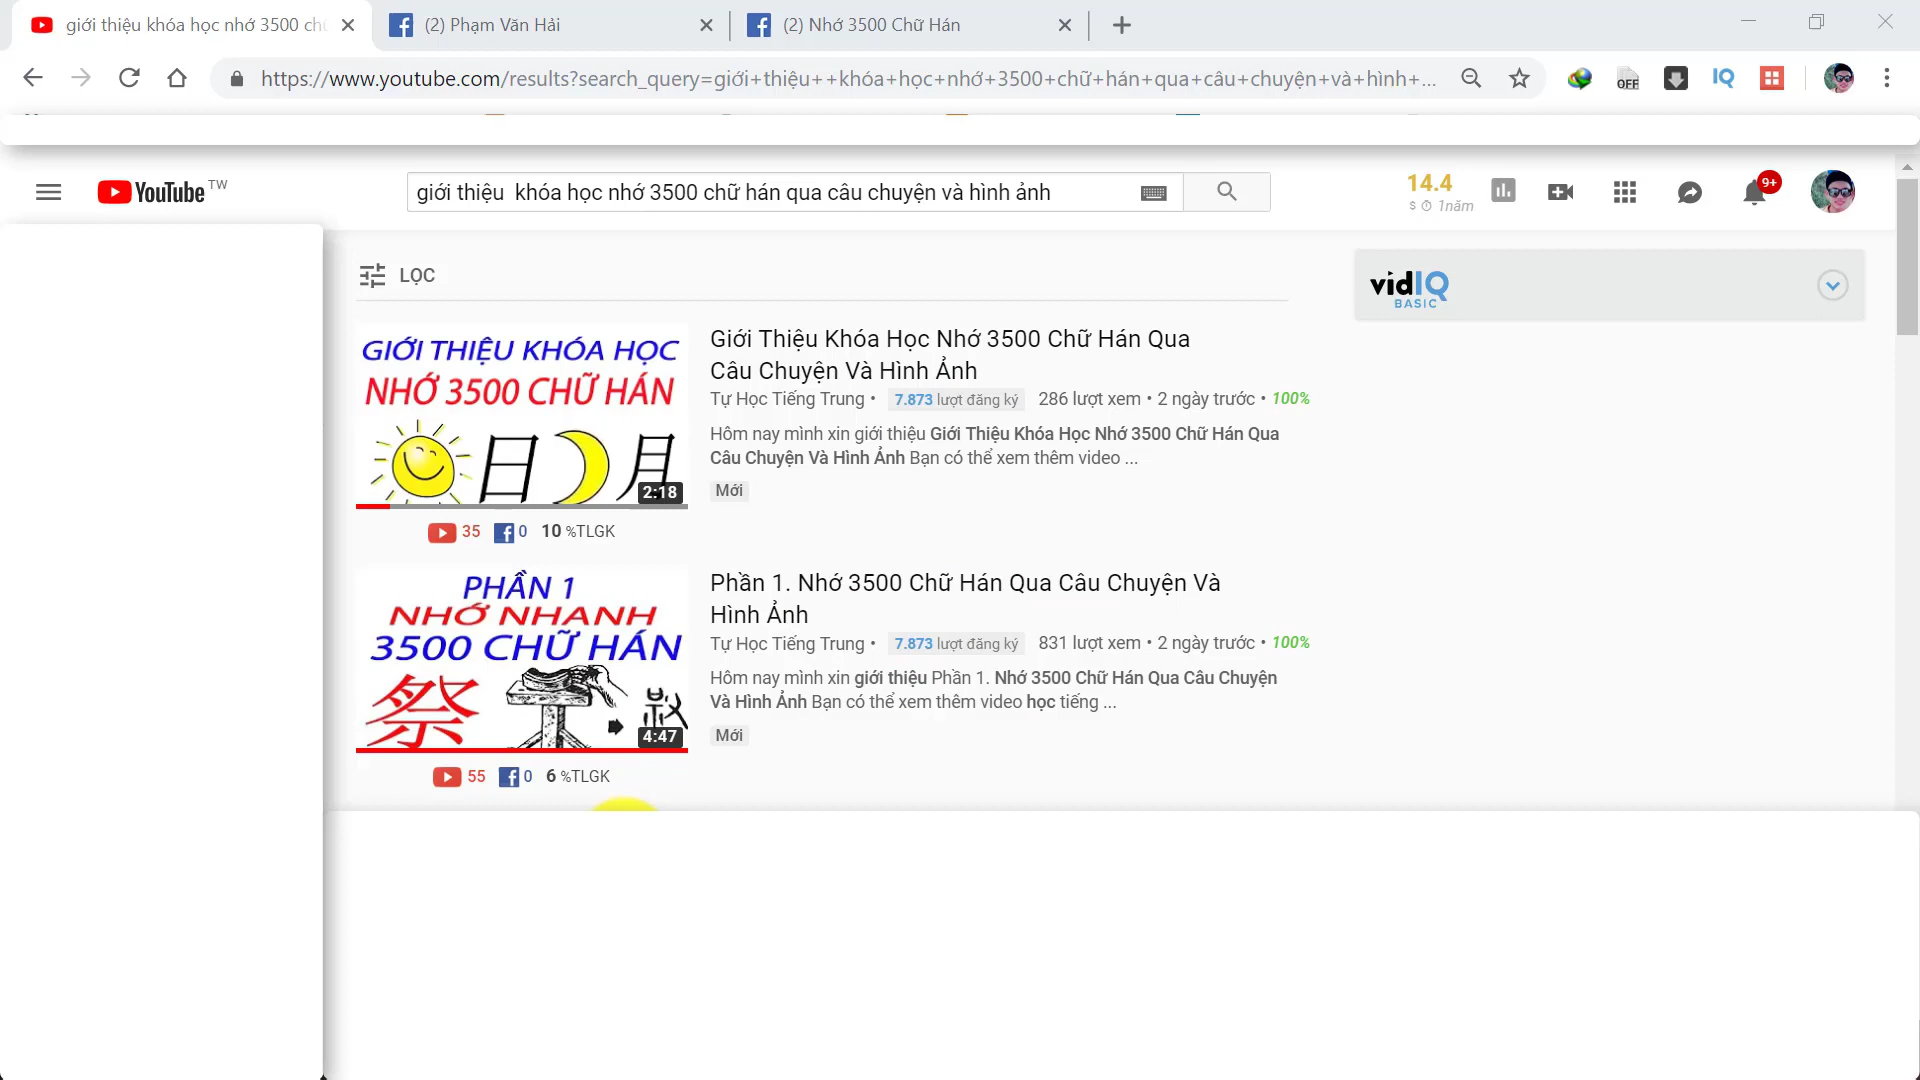 giới thiệu khóa học nhớ 3500 ch
(2) Phạm Văn Hải
(2) Nhớ 3500 Chữ Hán
https://www.youtube.com/results?search_query=giới+thiệu++khóa+học+nhớ+3500+chữ+hán+qua+câu+chuyện+và+hình+...
OFF
IQ
YouTube TW
giới thiệu  khóa học nhớ 3500 chữ hán qua câu chuyện và hình ảnh
14.4
$ 1năm
9+
LỌC
vidIQ
BASIC
GIỚI THIỆU KHÓA HỌC
NHỚ 3500 CHỮ HÁN
日 月
2:18
Giới Thiệu Khóa Học Nhớ 3500 Chữ Hán Qua
Câu Chuyện Và Hình Ảnh
Tự Học Tiếng Trung • 7.873 lượt đăng ký 286 lượt xem • 2 ngày trước • 100%
Hôm nay mình xin giới thiệu Giới Thiệu Khóa Học Nhớ 3500 Chữ Hán Qua
Câu Chuyện Và Hình Ảnh Bạn có thể xem thêm video ...
Mới
35 0 10 %TLGK
PHẦN 1
NHỚ NHANH
3500 CHỮ HÁN
祭
4:47
Phần 1. Nhớ 3500 Chữ Hán Qua Câu Chuyện Và
Hình Ảnh
Tự Học Tiếng Trung • 7.873 lượt đăng ký 831 lượt xem • 2 ngày trước • 100%
Hôm nay mình xin giới thiệu Phần 1. Nhớ 3500 Chữ Hán Qua Câu Chuyện
Và Hình Ảnh Bạn có thể xem thêm video học tiếng ...
Mới
55 0 6 %TLGK